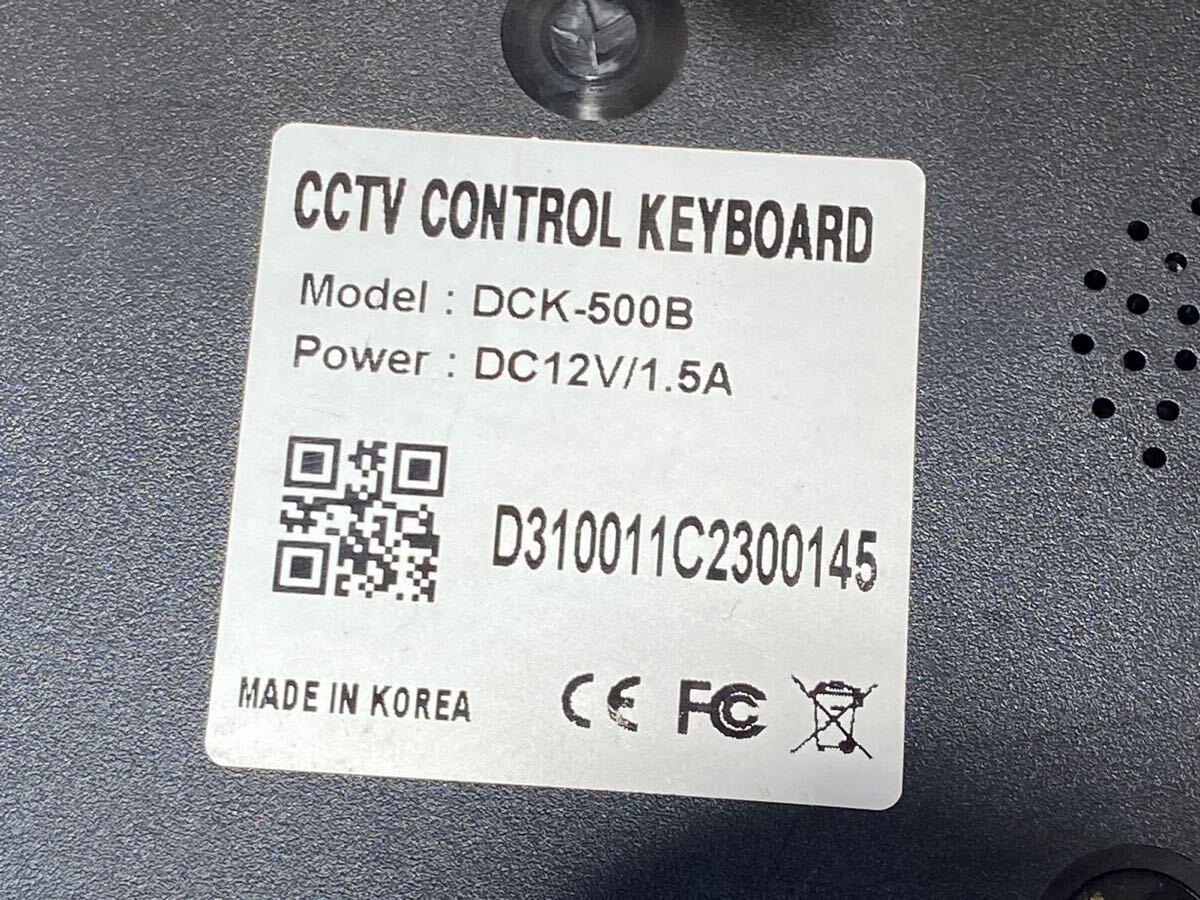 CCTV CONTROL KEYBOARD
Model : DCK-500B
Power : DC12V/1.5A
D310011C2300145
MADE IN KOREA
CE FC